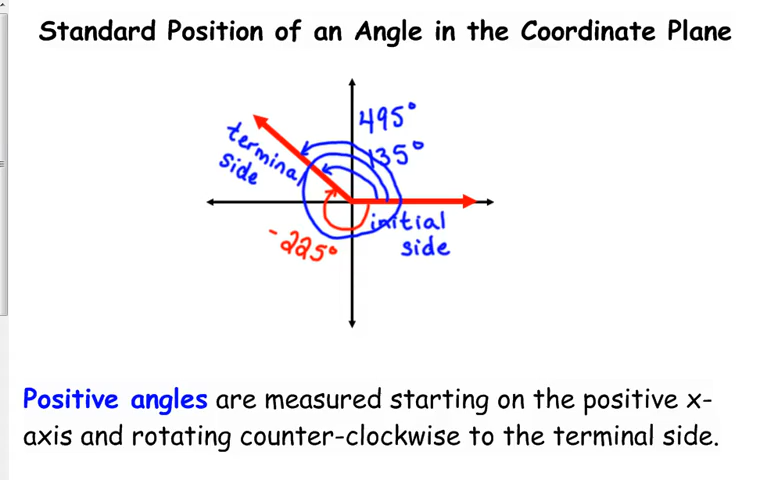 Standard Position of an Angle in the Coordinate Plane
495°
135°
terminal
side
initial
side
-225°
Positive angles are measured starting on the positive x-
axis and rotating counter-clockwise to the terminal side.